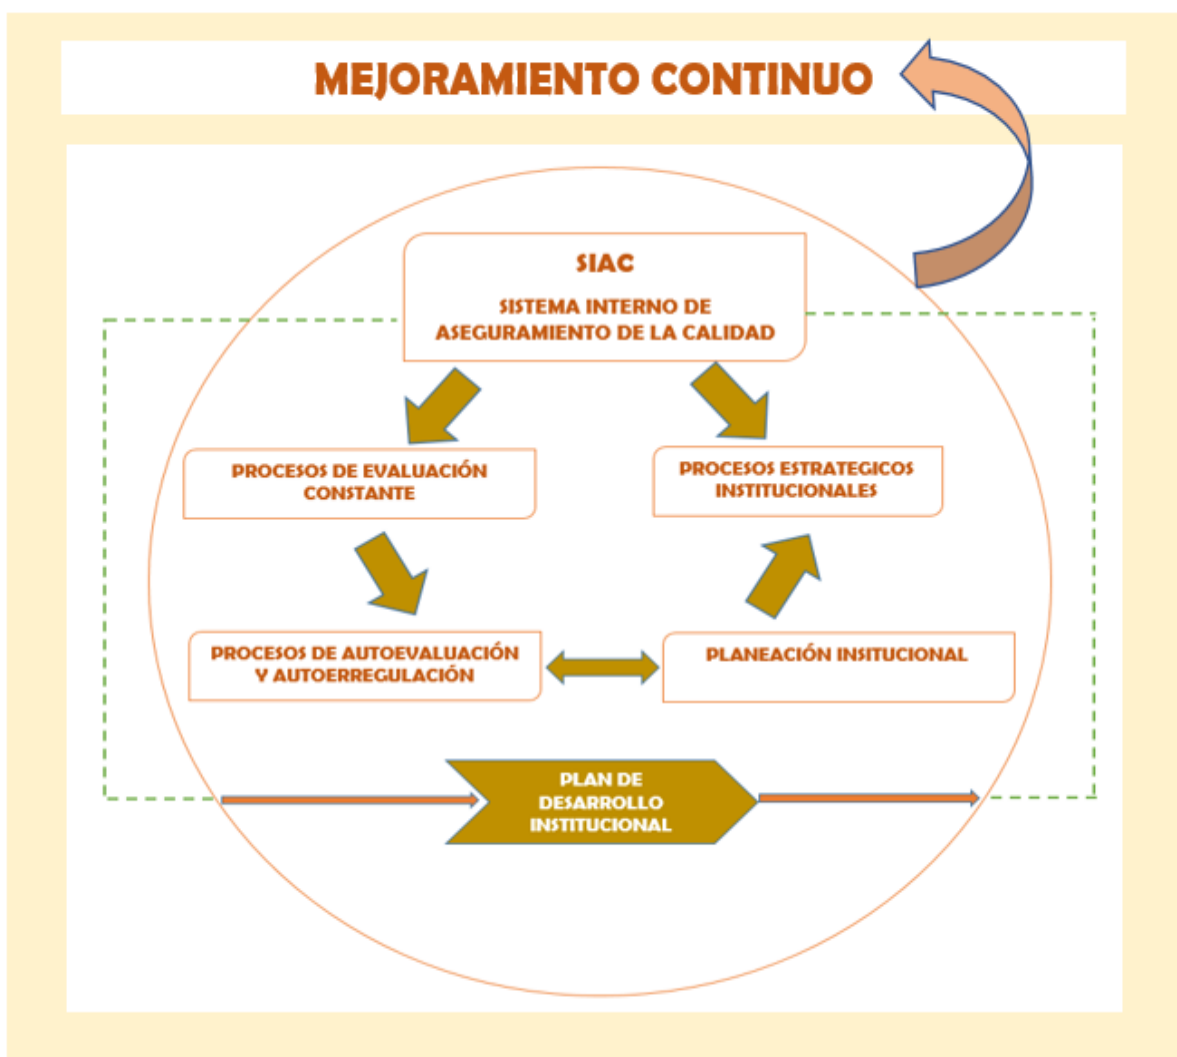 MEJORAMIENTO CONTINUO
SIAC
SISTEMA INTERNO DE
ASEGURAMIENTO DE LA CALIDAD
PROCESOS DE EVALUACIÓN
CONSTANTE
PROCESOS ESTRATEGICOS
INSTITUCIONALES
PROCESOS DE AUTOEVALUACIÓN
Y AUTOERREGULACIÓN
PLANEACIÓN INSITUCIONAL
PLAN DE
DESARROLLO
INSTITUCIONAL